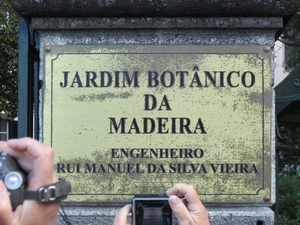 JARDIM BOTÂNICO
DA
MADEIRA
ENGENHEIRO
RUI MANUEL DA SILVA VIEIRA